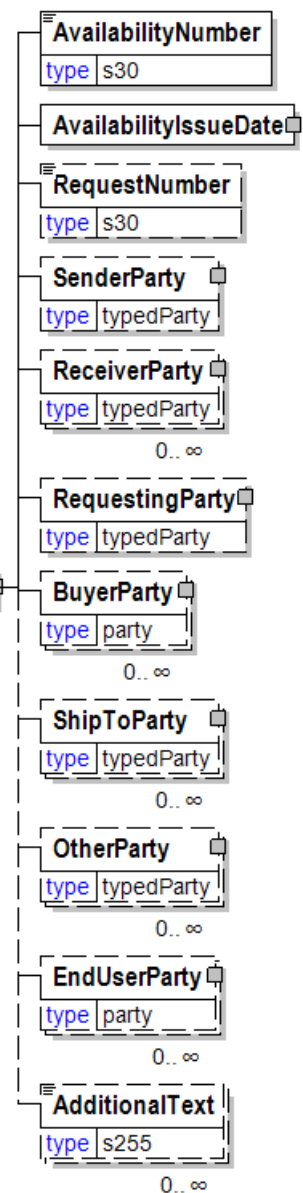 AvailabilityNumber
type s30
AvailabilityIssueDate
RequestNumber
type s30
SenderParty
type typedParty
ReceiverParty
type typedParty
0.. ∞
RequestingParty
type typedParty
BuyerParty
type party
0.. ∞
ShipToParty
type typedParty
0.. ∞
OtherParty
type typedParty
0.. ∞
EndUserParty
type party
0.. ∞
AdditionalText
type s255
0.. ∞